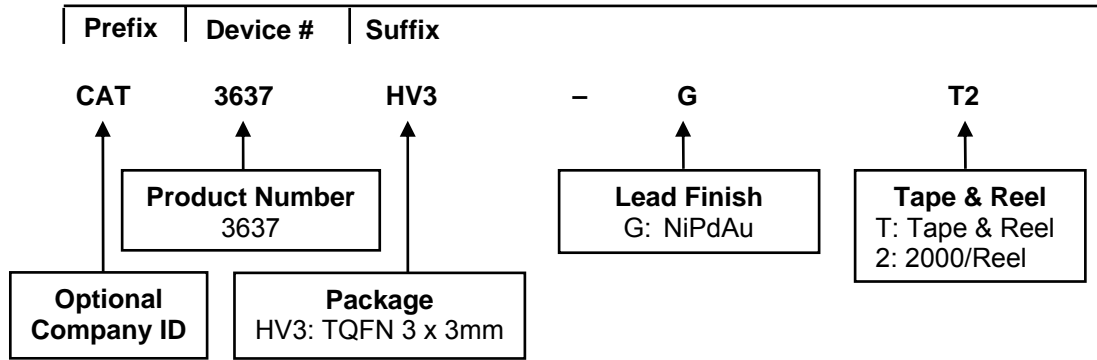 Prefix Device # Suffix
CAT 3637 HV3 – G T2
Product Number
3637
Lead Finish
G: NiPdAu
Tape & Reel
T: Tape & Reel
2: 2000/Reel
Optional
Company ID
Package
HV3: TQFN 3 x 3mm